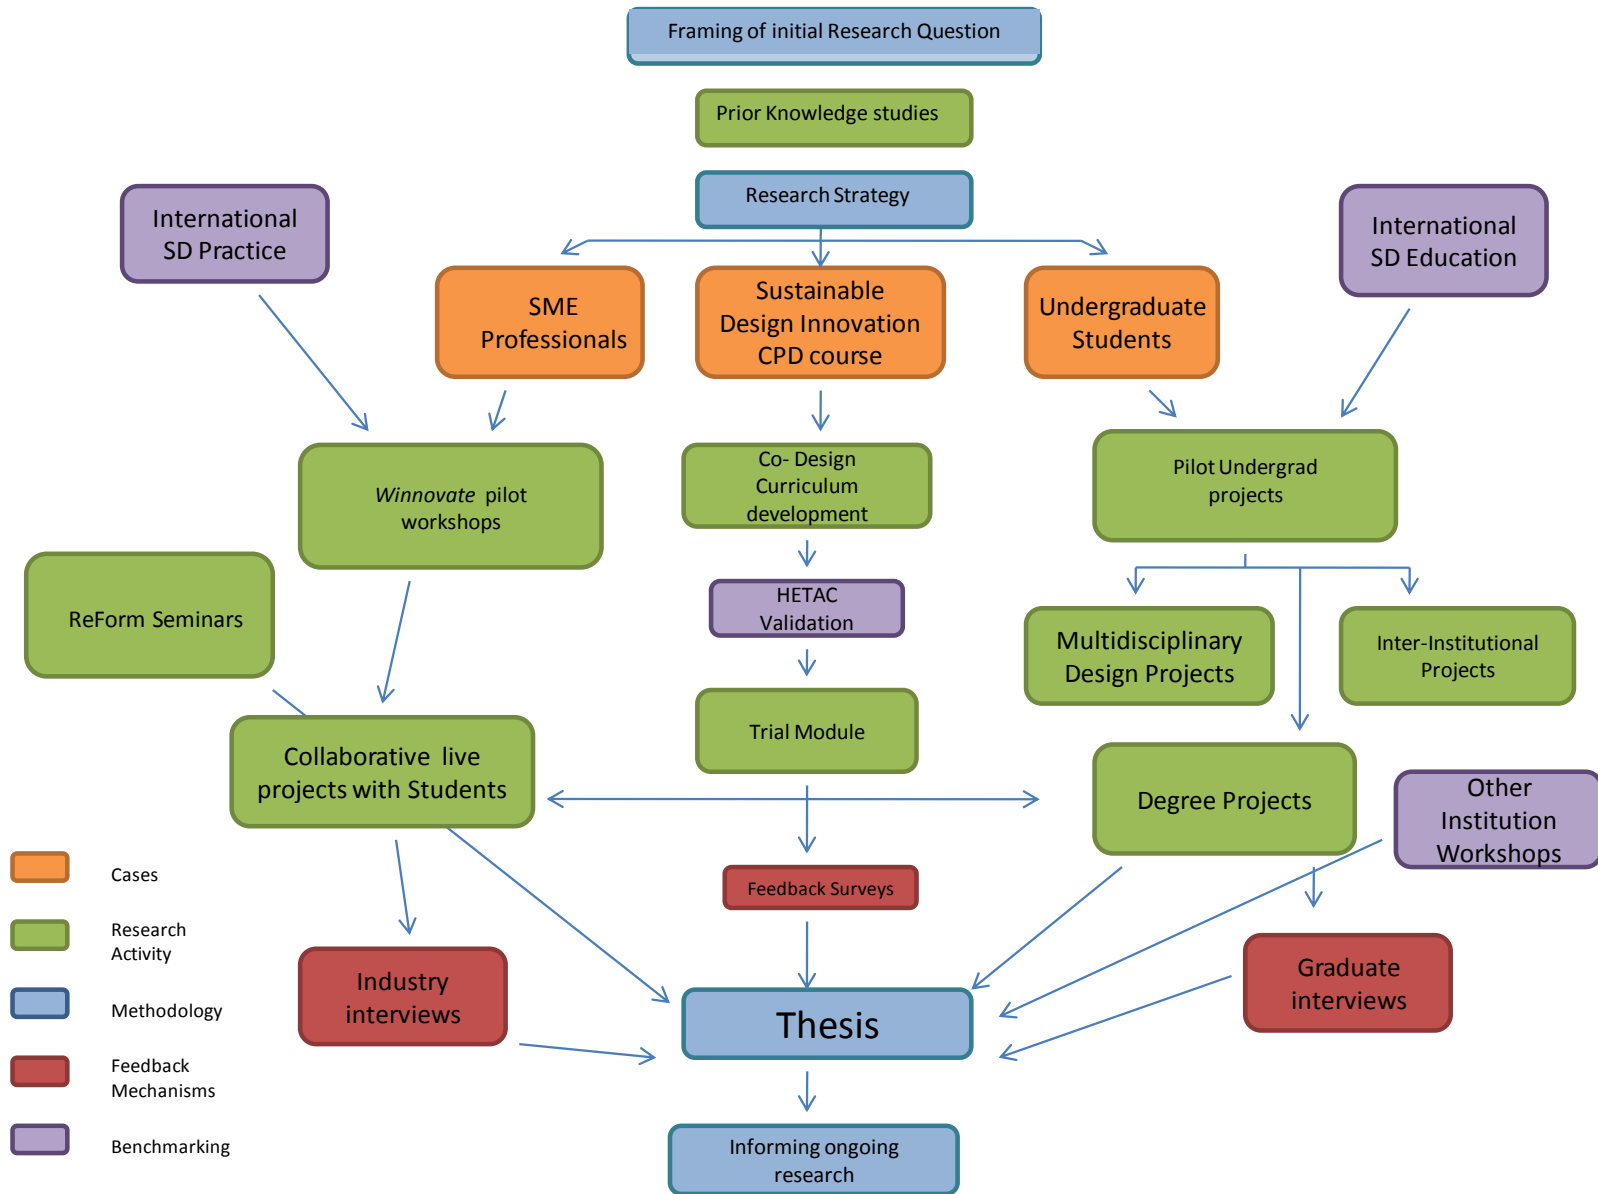 Framing of initial Research Question
Prior Knowledge studies
Research Strategy
International
SD Practice
International
SD Education
SME
Professionals
Sustainable
Design Innovation
CPD course
Undergraduate
Students
Winnovate pilot
workshops
Co- Design
Curriculum
development
Pilot Undergrad
projects
ReForm Seminars
HETAC
Validation
Multidisciplinary
Design Projects
Inter-Institutional
Projects
Trial Module
Collaborative live
projects with Students
Degree Projects
Other
Institution
Workshops
Cases
Feedback Surveys
Research
Activity
Industry
interviews
Graduate
interviews
Methodology
Thesis
Feedback
Mechanisms
Benchmarking
Informing ongoing
research